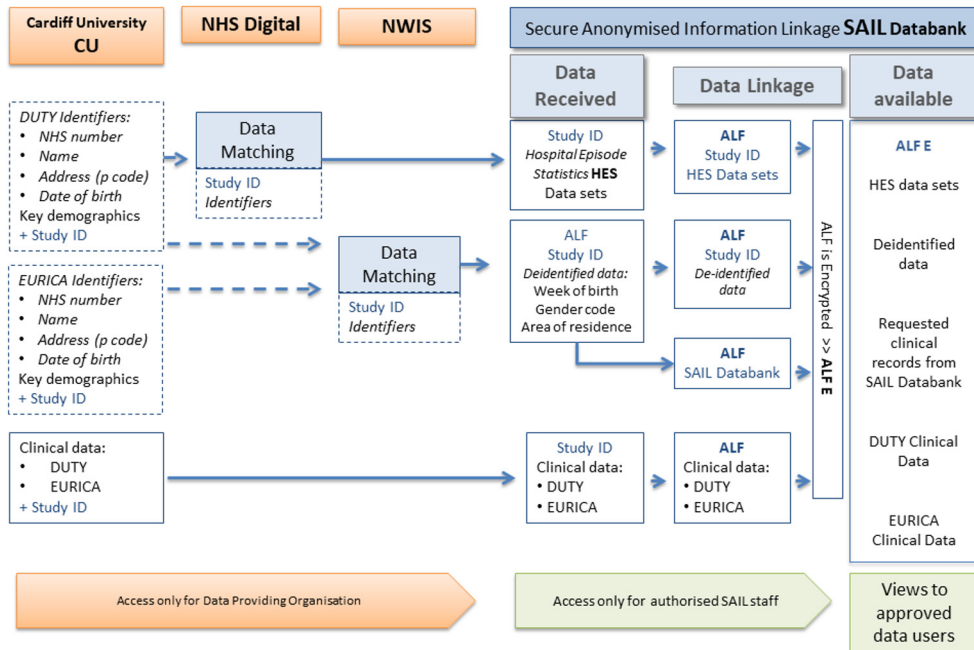 Cardiff University
CU
NHS Digital
NWIS
Secure Anonymised Information Linkage SAIL Databank
Data
Received
Data Linkage
Data
available
DUTY Identifiers:
• NHS number
• Name
• Address (p code)
• Date of birth
Key demographics
+ Study ID
Data
Matching
Study ID
Identifiers
Study ID
Hospital Episode
Statistics HES
Data sets
ALF
Study ID
HES Data sets
EURICA Identifiers:
• NHS number
• Name
• Address (p code)
• Date of birth
Key demographics
+ Study ID
Data
Matching
Study ID
Identifiers
ALF
Study ID
Deidentified data:
Week of birth
Gender code
Area of residence
ALF
Study ID
De-identified
data
ALF
SAIL Databank
Clinical data:
• DUTY
• EURICA
+ Study ID
Study ID
Clinical data:
• DUTY
• EURICA
ALF
Clinical data:
• DUTY
• EURICA
ALF is Encrypted >> ALF E
ALF E
HES data sets
Deidentified
data
Requested
clinical
records from
SAIL Databank
DUTY Clinical
Data
EURICA
Clinical Data
Access only for Data Providing Organisation
Access only for authorised SAIL staff
Views to
approved
data users